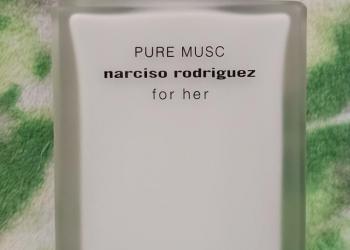 PURE MUSC
narciso rodriguez
for her